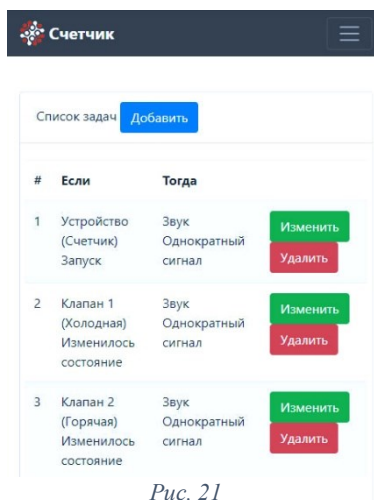 Счетчик
Список задач Добавить
# Если Тогда
1 Устройство Звук Изменить
(Счетчик) Однократный
Запуск сигнал Удалить
2 Клапан 1 Звук Изменить
(Холодная) Однократный
Изменилось сигнал Удалить
состояние
3 Клапан 2 Звук Изменить
(Горячая) Однократный
Изменилось сигнал Удалить
состояние
Рис. 21